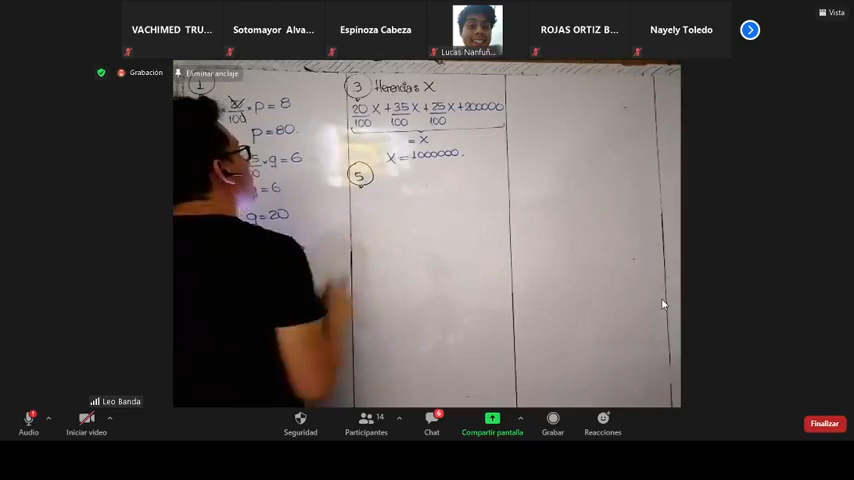 VACHIMED TRU...
Sotomayor Alva...
Espinoza Cabeza
Lucas Nanfuñ...
ROJAS ORTIZ B...
Nayely Toledo
Vista
Grabación
Eliminar anclaje
1
20/100 × P = 8
P = 80.
× q = 6
= 6
q = 20
3 Herencia: X
20/100 X + 35/100 X + 25/100 X + 200000
= X
X = 1000000.
5
Leo Banda
Audio
Iniciar video
Seguridad
Participantes 14
Chat 6
Compartir pantalla
Grabar
Reacciones
Finalizar